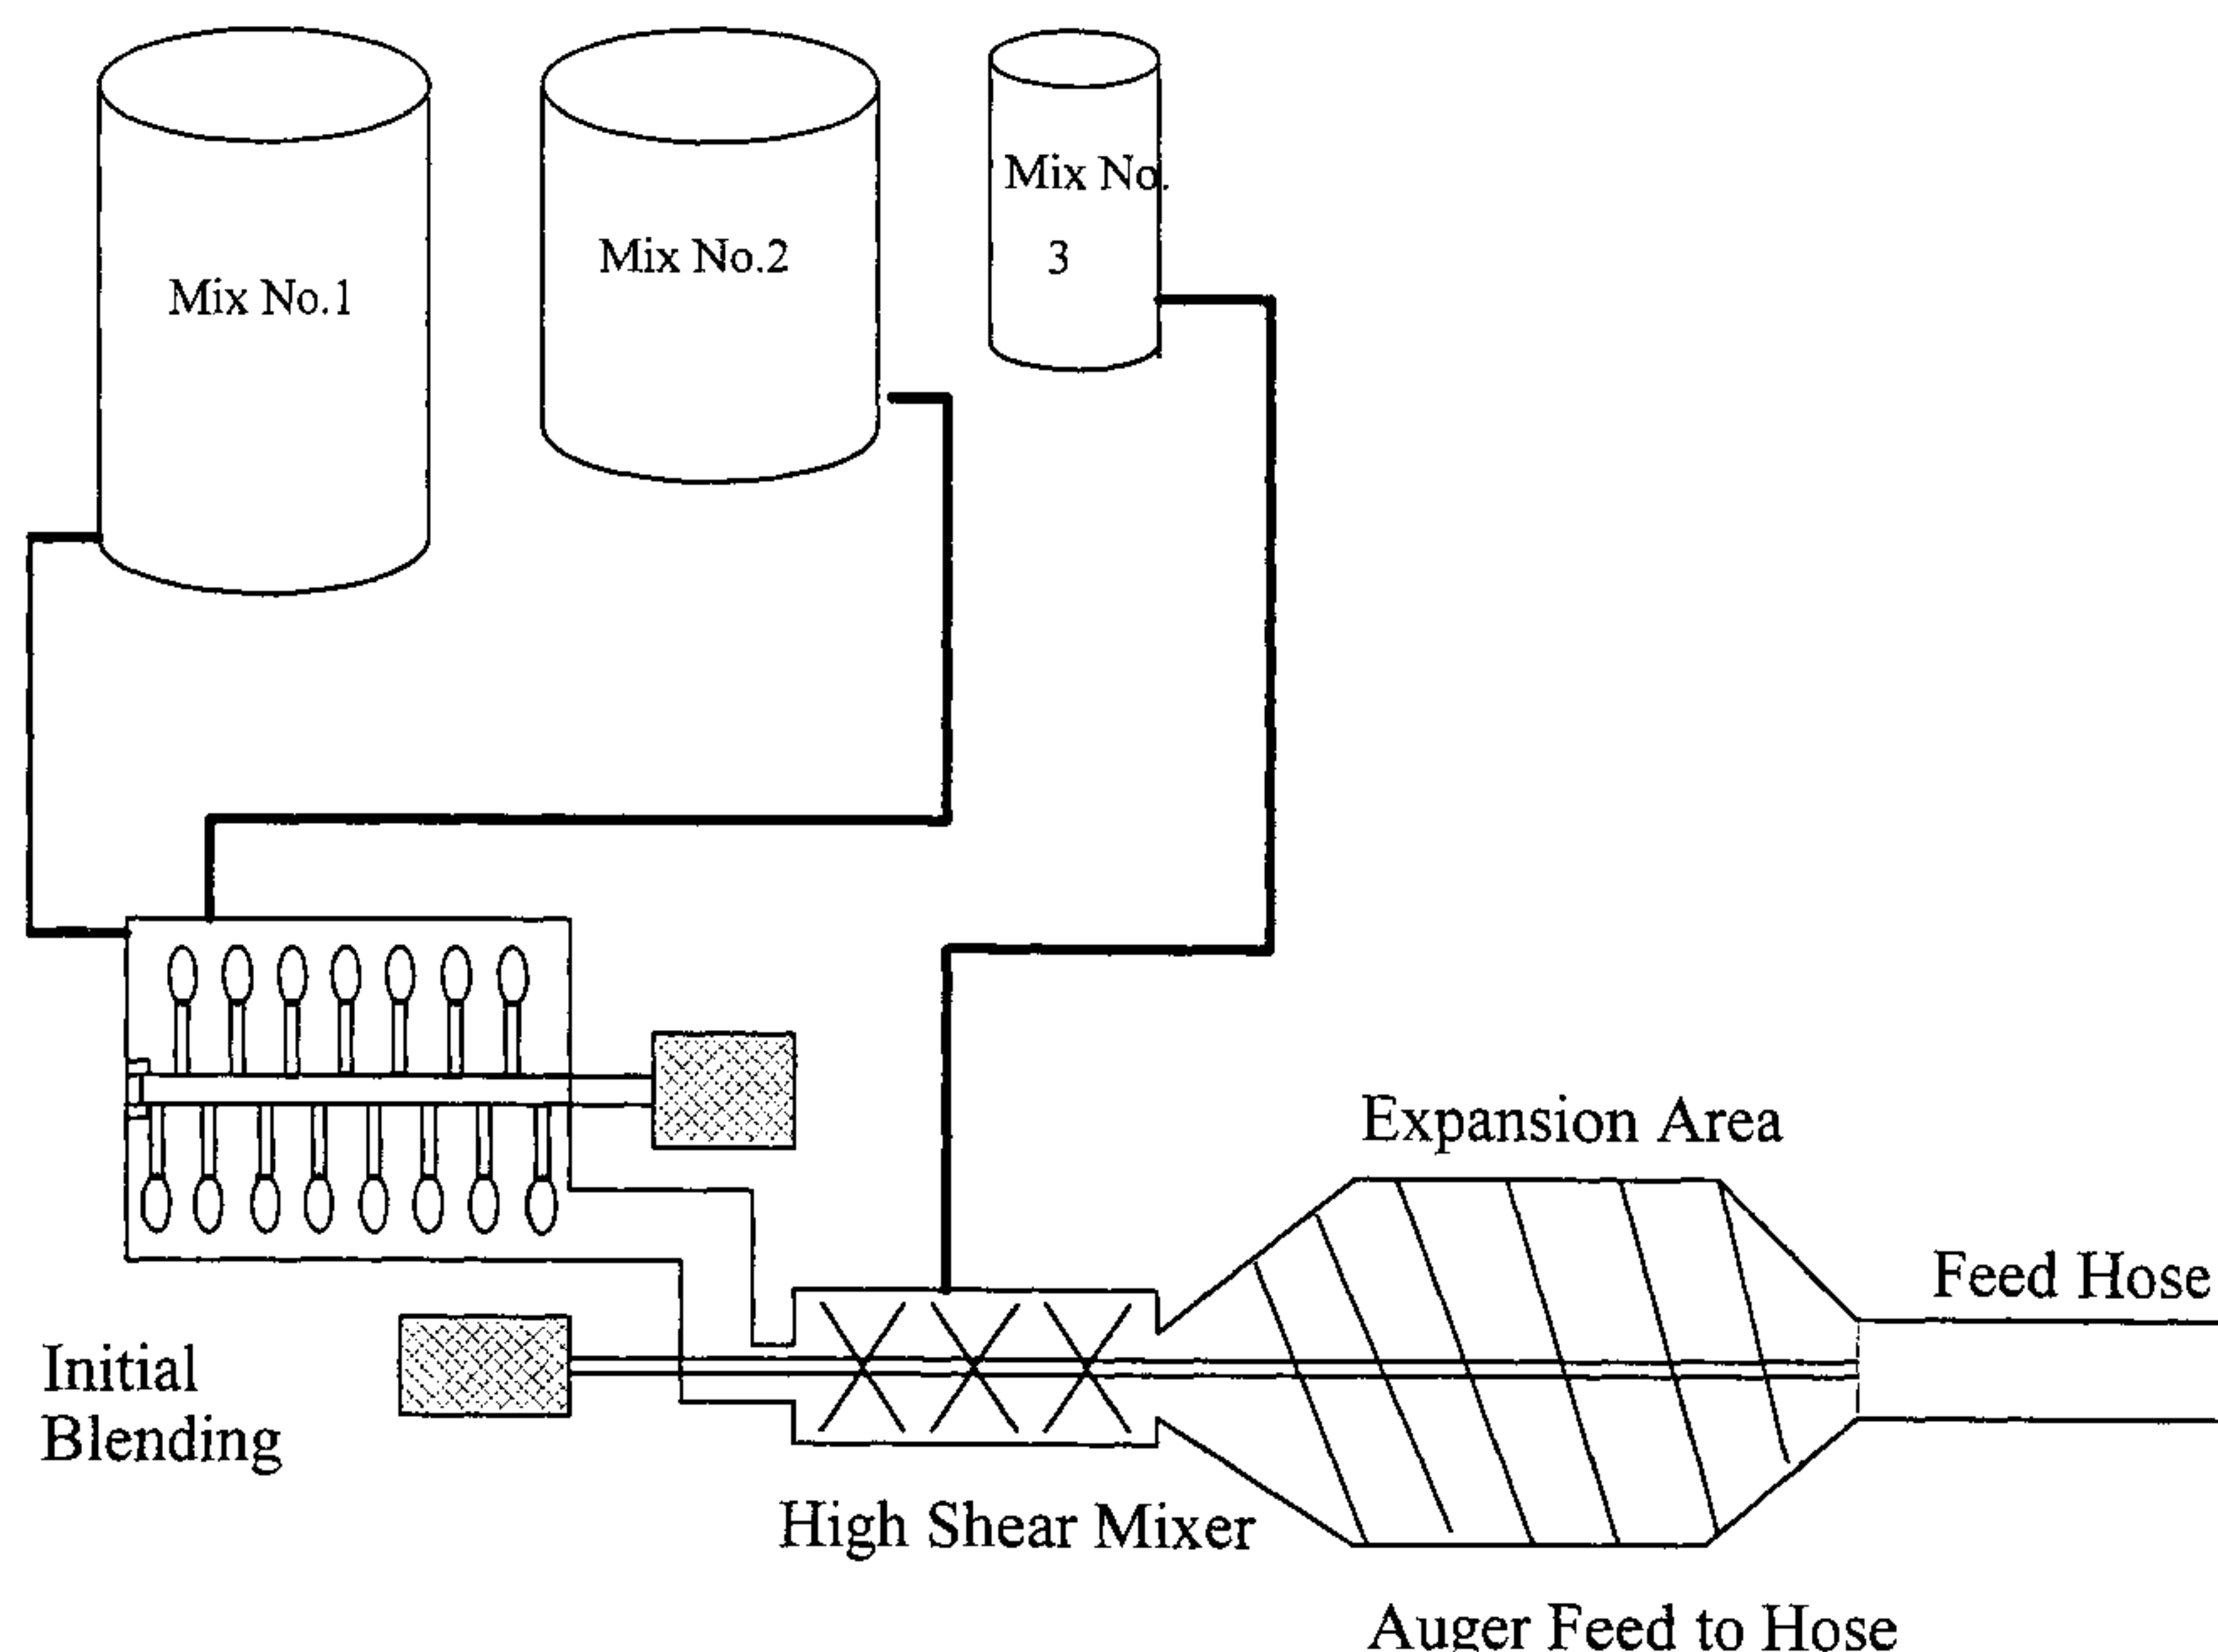 Mix No.1
Mix No.2
Mix No.
3
Expansion Area
Feed Hose
Initial
Blending
High Shear Mixer
Auger Feed to Hose